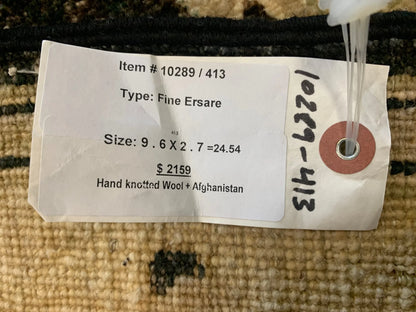 Item # 10289 / 413
Type: Fine Ersare
413
Size: 9 . 6 X 2 . 7 =24.54
$ 2159
Hand knotted Wool + Afghanistan
10289-413